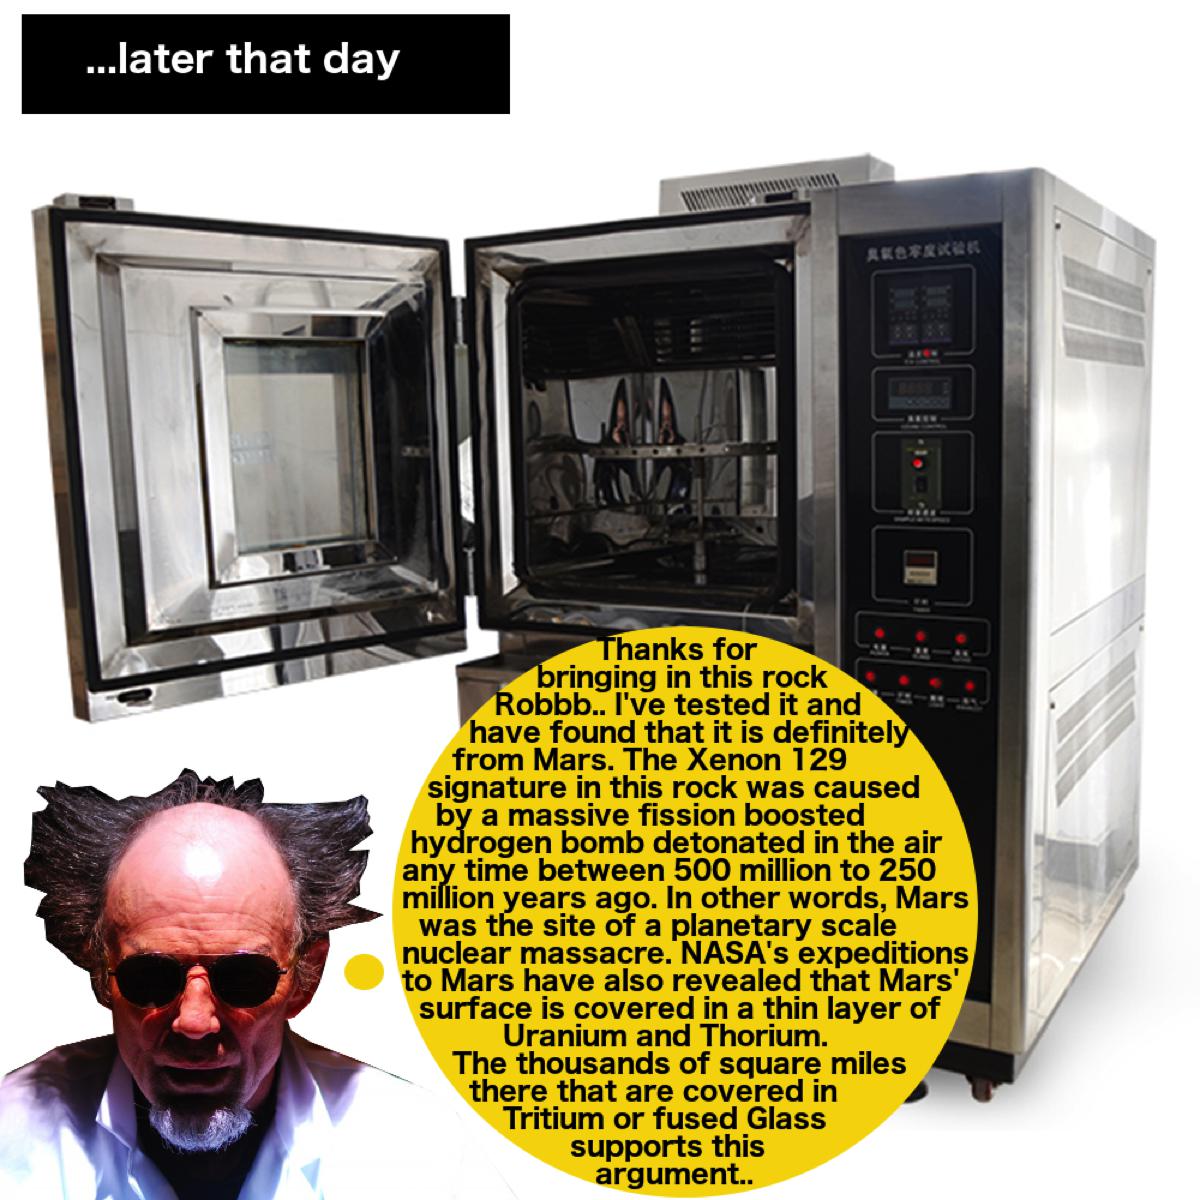 ...later that day
臭氧色牢度试验机
Thanks for
bringing in this rock
Robbb.. I've tested it and
have found that it is definitely
from Mars. The Xenon 129
signature in this rock was caused
by a massive fission boosted
hydrogen bomb detonated in the air
any time between 500 million to 250
million years ago. In other words, Mars
was the site of a planetary scale
nuclear massacre. NASA's expeditions
to Mars have also revealed that Mars'
surface is covered in a thin layer of
Uranium and Thorium.
The thousands of square miles
there that are covered in
Tritium or fused Glass
supports this
argument..